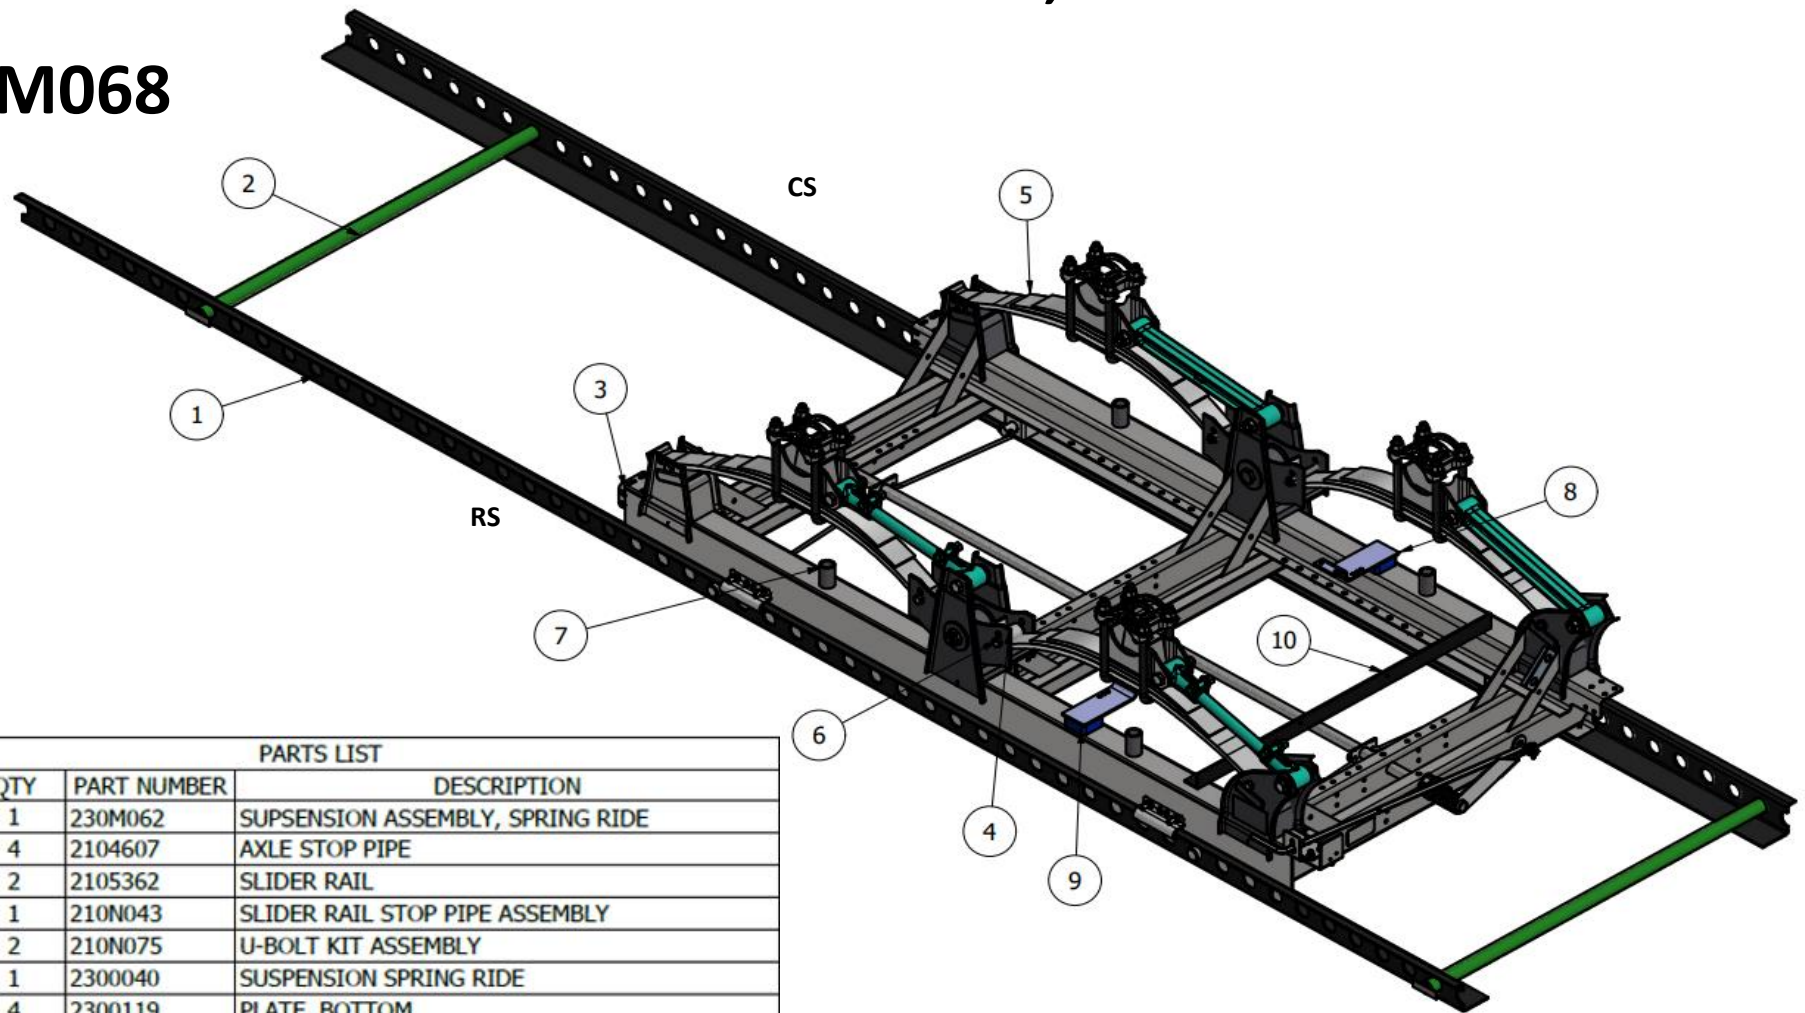 M068
2
CS
5
1
3
RS
8
7
10
6
4
9
PARTS LIST
QTY PART NUMBER DESCRIPTION
1 230M062 SUPSENSION ASSEMBLY, SPRING RIDE
4 2104607 AXLE STOP PIPE
2 2105362 SLIDER RAIL
1 210N043 SLIDER RAIL STOP PIPE ASSEMBLY
2 210N075 U-BOLT KIT ASSEMBLY
1 2300040 SUSPENSION SPRING RIDE
4 2300119 PLATE, BOTTOM